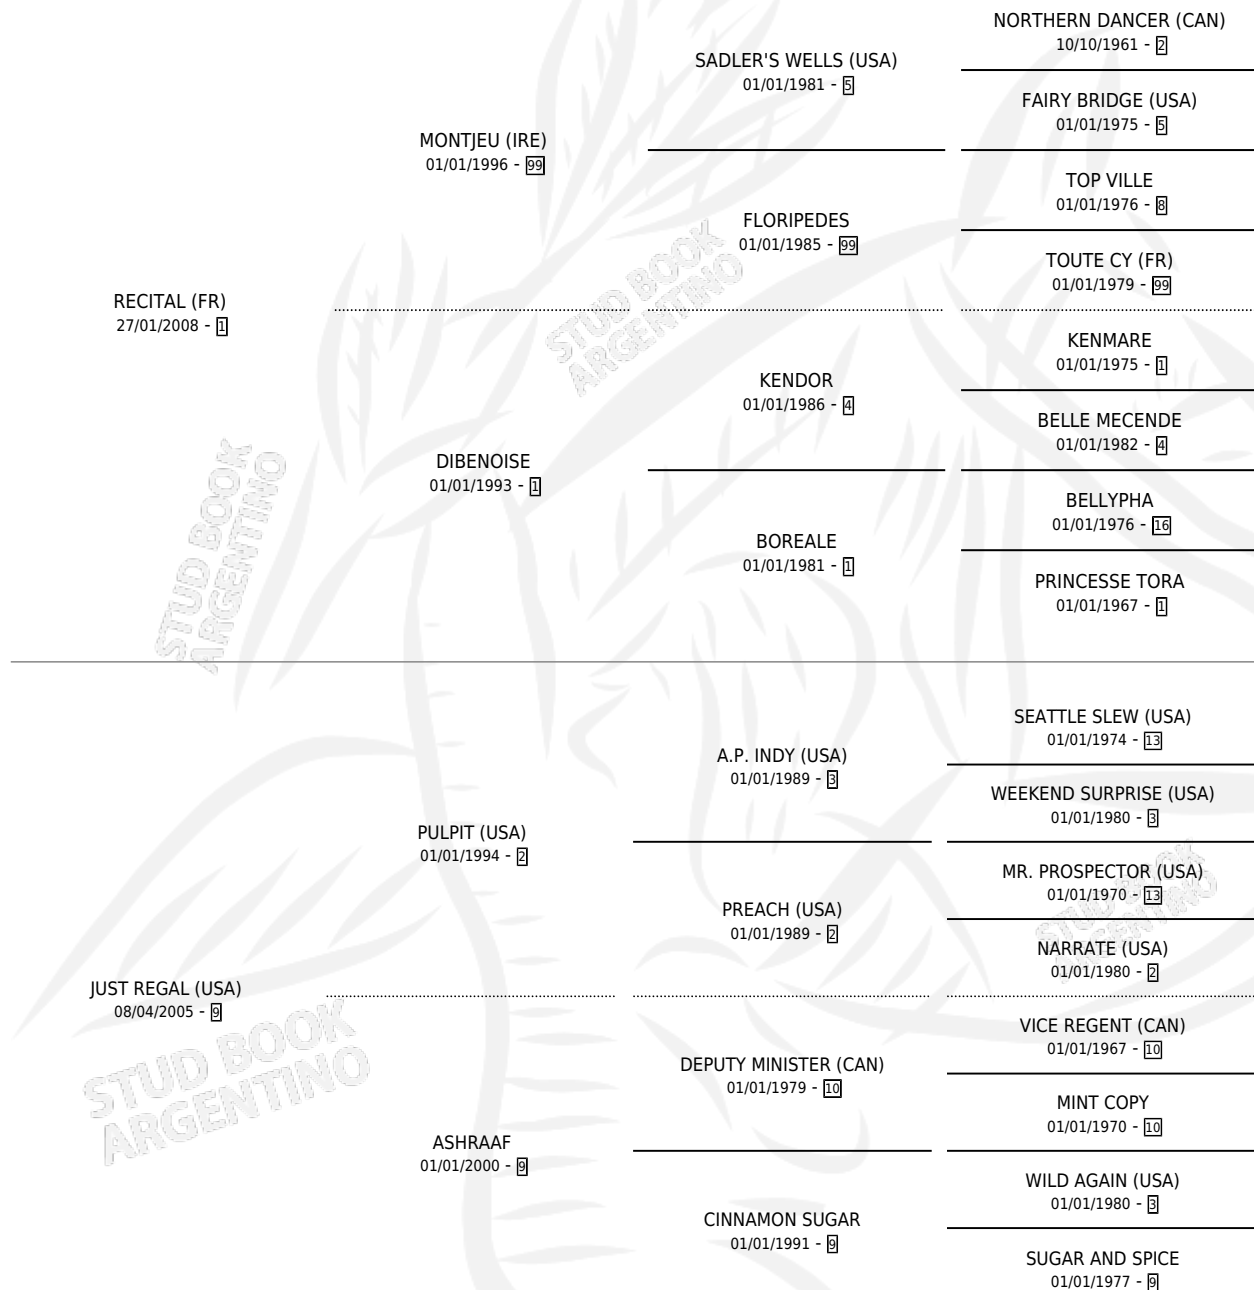 NORTHERN DANCER (CAN)
10/10/1961 - 2
SADLER'S WELLS (USA)
01/01/1981 - 5
FAIRY BRIDGE (USA)
01/01/1975 - 5
MONTJEU (IRE)
01/01/1996 - 99
TOP VILLE
01/01/1976 - 8
FLORIPEDES
01/01/1985 - 99
TOUTE CY (FR)
01/01/1979 - 99
RECITAL (FR)
27/01/2008 - 1
KENMARE
01/01/1975 - 1
KENDOR
01/01/1986 - 4
BELLE MECENDE
01/01/1982 - 4
DIBENOISE
01/01/1993 - 1
BELLYPHA
01/01/1976 - 16
BOREALE
01/01/1981 - 1
PRINCESSE TORA
01/01/1967 - 1
STUD BOOK
ARGENTINO
STUD BOOK
ARGENTINO
SEATTLE SLEW (USA)
01/01/1974 - 13
A.P. INDY (USA)
01/01/1989 - 3
WEEKEND SURPRISE (USA)
01/01/1980 - 3
PULPIT (USA)
01/01/1994 - 2
MR. PROSPECTOR (USA)
01/01/1970 - 13
PREACH (USA)
01/01/1989 - 2
NARRATE (USA)
01/01/1980 - 2
JUST REGAL (USA)
08/04/2005 - 9
VICE REGENT (CAN)
01/01/1967 - 10
DEPUTY MINISTER (CAN)
01/01/1979 - 10
MINT COPY
01/01/1970 - 10
ASHRAAF
01/01/2000 - 9
WILD AGAIN (USA)
01/01/1980 - 3
CINNAMON SUGAR
01/01/1991 - 9
SUGAR AND SPICE
01/01/1977 - 9
STUD BOOK
ARGENTINO
STUD BOOK
ARGENTINO